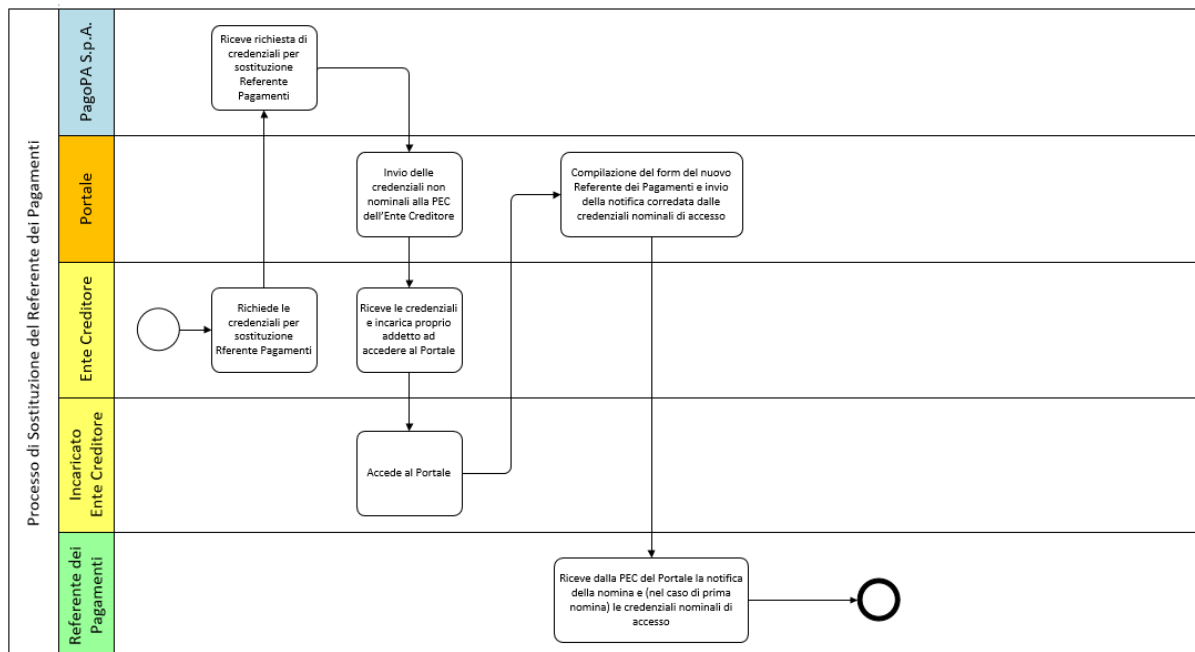 Processo di Sostituzione del Referente dei Pagamenti
PagoPA S.p.A.
Riceve richiesta di
credenziali per
sostituzione
Referente
Pagamenti
Portale
Invio delle
credenziali non
nominali alla PEC
dell'Ente Creditore
Compilazione del form del nuovo
Referente dei Pagamenti e invio
della notifica corredata dalle
credenziali nominali di accesso
Ente Creditore
Richiede le
credenziali per
sostituzione
Rferente Pagamenti
Riceve le credenziali
e incarica proprio
addetto ad
accedere al Portale
Incaricato
Ente Creditore
Accede al Portale
Referente dei
Pagamenti
Riceve dalla PEC del Portale la notifica
della nomina e (nel caso di prima
nomina) le credenziali nominali di
accesso